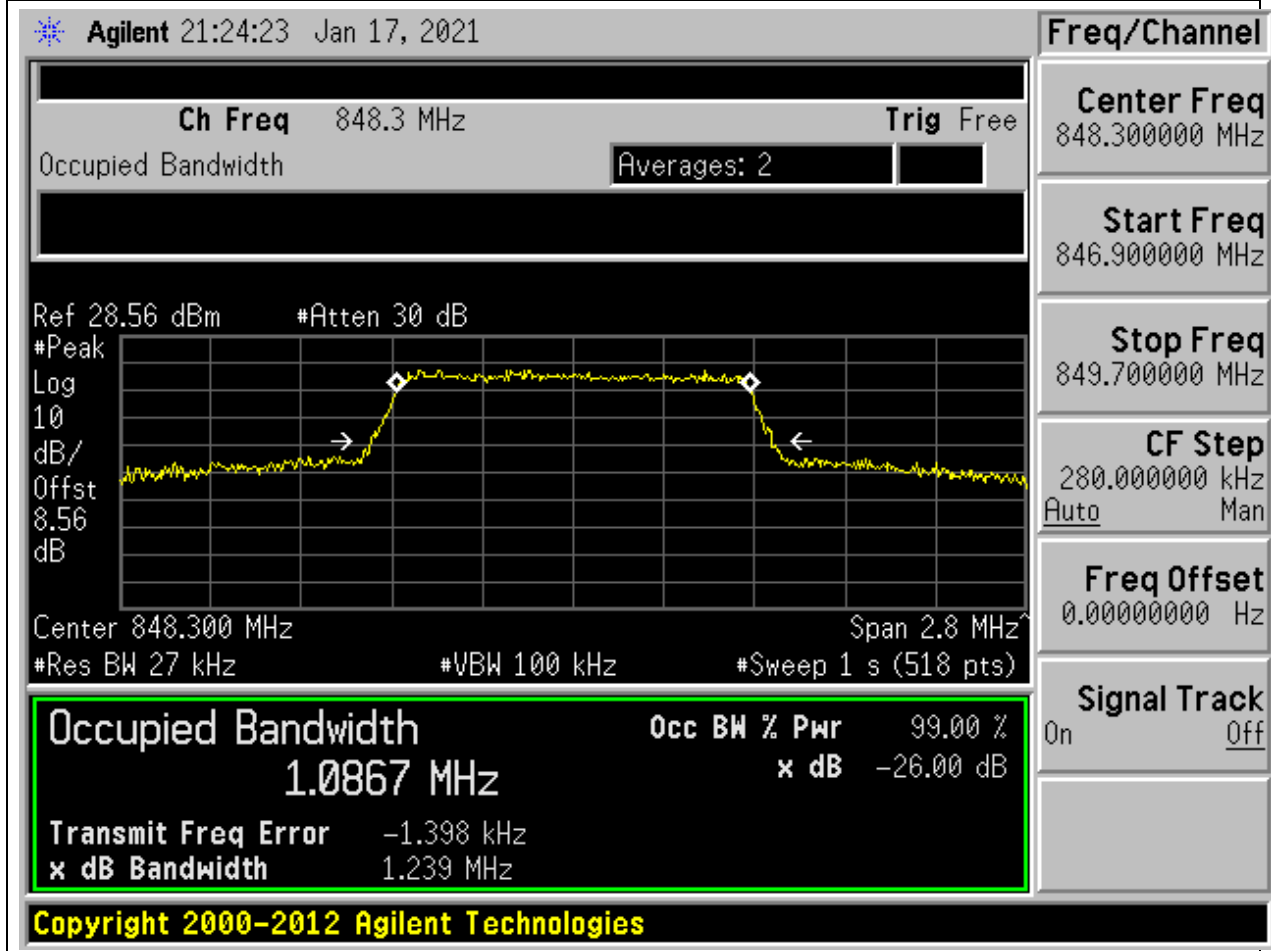 Agilent 21:24:23 Jan 17, 2021
Freq/Channel
Ch Freq 848.3 MHz Trig Free
Occupied Bandwidth Averages: 2
Center Freq
848.300000 MHz
Start Freq
846.900000 MHz
Stop Freq
849.700000 MHz
CF Step
280.000000 kHz
Auto Man
Freq Offset
0.00000000 Hz
Signal Track
On Off
Ref 28.56 dBm #Atten 30 dB
#Peak
Log
10
dB/
Offst
8.56
dB
Center 848.300 MHz Span 2.8 MHz^
#Res BW 27 kHz #VBW 100 kHz #Sweep 1 s (518 pts)
Occupied Bandwidth Occ BW % Pwr 99.00 %
1.0867 MHz x dB -26.00 dB
Transmit Freq Error -1.398 kHz
x dB Bandwidth 1.239 MHz
Copyright 2000-2012 Agilent Technologies